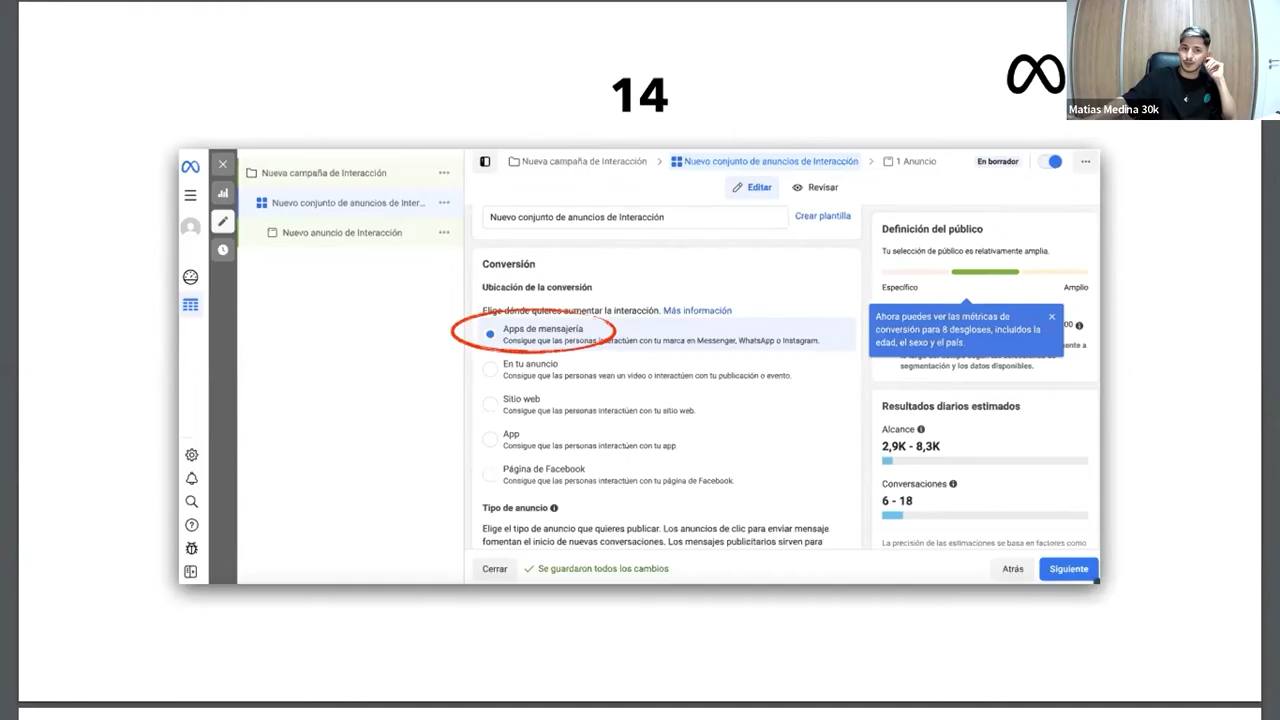 14
Matias Medina 30k
Nueva campaña de Interacción
Nuevo conjunto de anuncios de Interacción
1 Anuncio
En borrador
Editar
Revisar
Nueva campaña de Interacción
Nuevo conjunto de anuncios de Inter...
Nuevo anuncio de Interacción
Nuevo conjunto de anuncios de Interacción
Crear plantilla
Conversión
Ubicación de la conversión
Elige dónde quieres aumentar la interacción. Más información
Apps de mensajería
Consigue que las personas interactúen con tu marca en Messenger, WhatsApp o Instagram.
En tu anuncio
Consigue que las personas vean un video o interactúen con tu publicación o evento.
Sitio web
Consigue que las personas interactúen con tu sitio web.
App
Consigue que las personas interactúen con tu app.
Página de Facebook
Consigue que las personas interactúen con tu página de Facebook.
Tipo de anuncio
Elige el tipo de anuncio que quieres publicar. Los anuncios de clic para enviar mensaje
fomentan el inicio de nuevas conversaciones. Los mensajes publicitarios sirven para
Definición del público
Tu selección de público es relativamente amplia.
Específico
Amplio
Ahora puedes ver las métricas de
conversión para 8 desgloses, incluidos la
edad, el sexo y el país.
segmentación y los datos disponibles.
Resultados diarios estimados
Alcance
2,9K - 8,3K
Conversaciones
6 - 18
La precisión de las estimaciones se basa en factores como
Cerrar
Se guardaron todos los cambios
Atrás
Siguiente